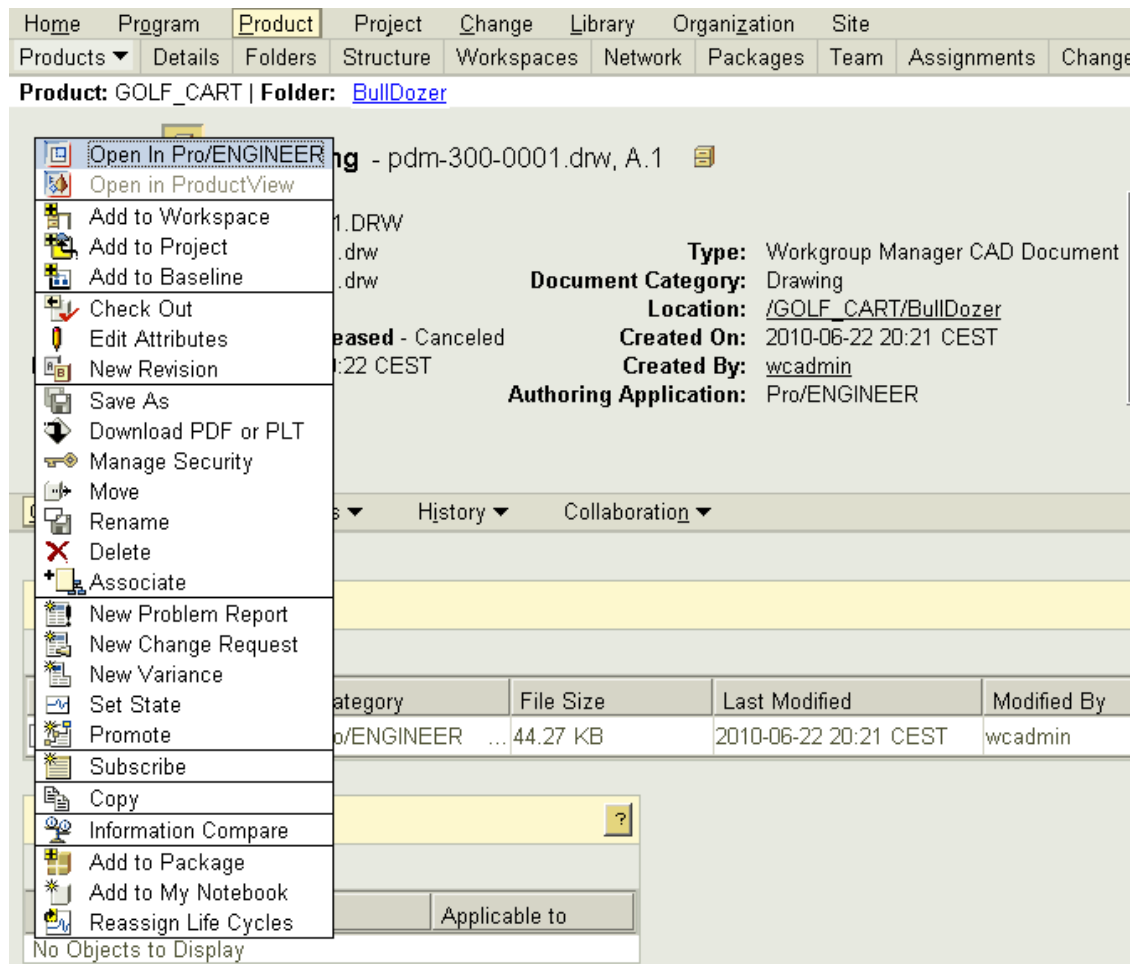 Home Program Product Project Change Library Organization Site
Products Details Folders Structure Workspaces Network Packages Team Assignments Change
Product: GOLF_CART | Folder: BullDozer
Open In Pro/ENGINEER ng - pdm-300-0001.drw, A.1
Open in ProductView
Add to Workspace 1.DRW
Add to Project .drw Type: Workgroup Manager CAD Document
Add to Baseline .drw Document Category: Drawing
Check Out Location: /GOLF_CART/BullDozer
Edit Attributes eased - Canceled Created On: 2010-06-22 20:21 CEST
New Revision :22 CEST Created By: wcadmin
Save As Authoring Application: Pro/ENGINEER
Download PDF or PLT
Manage Security
Move s History Collaboration
Rename
Delete
Associate
New Problem Report
New Change Request
New Variance
Set State ategory File Size Last Modified Modified By
Promote o/ENGINEER ... 44.27 KB 2010-06-22 20:21 CEST wcadmin
Subscribe
Copy
Information Compare ?
Add to Package
Add to My Notebook
Reassign Life Cycles Applicable to
No Objects to Display